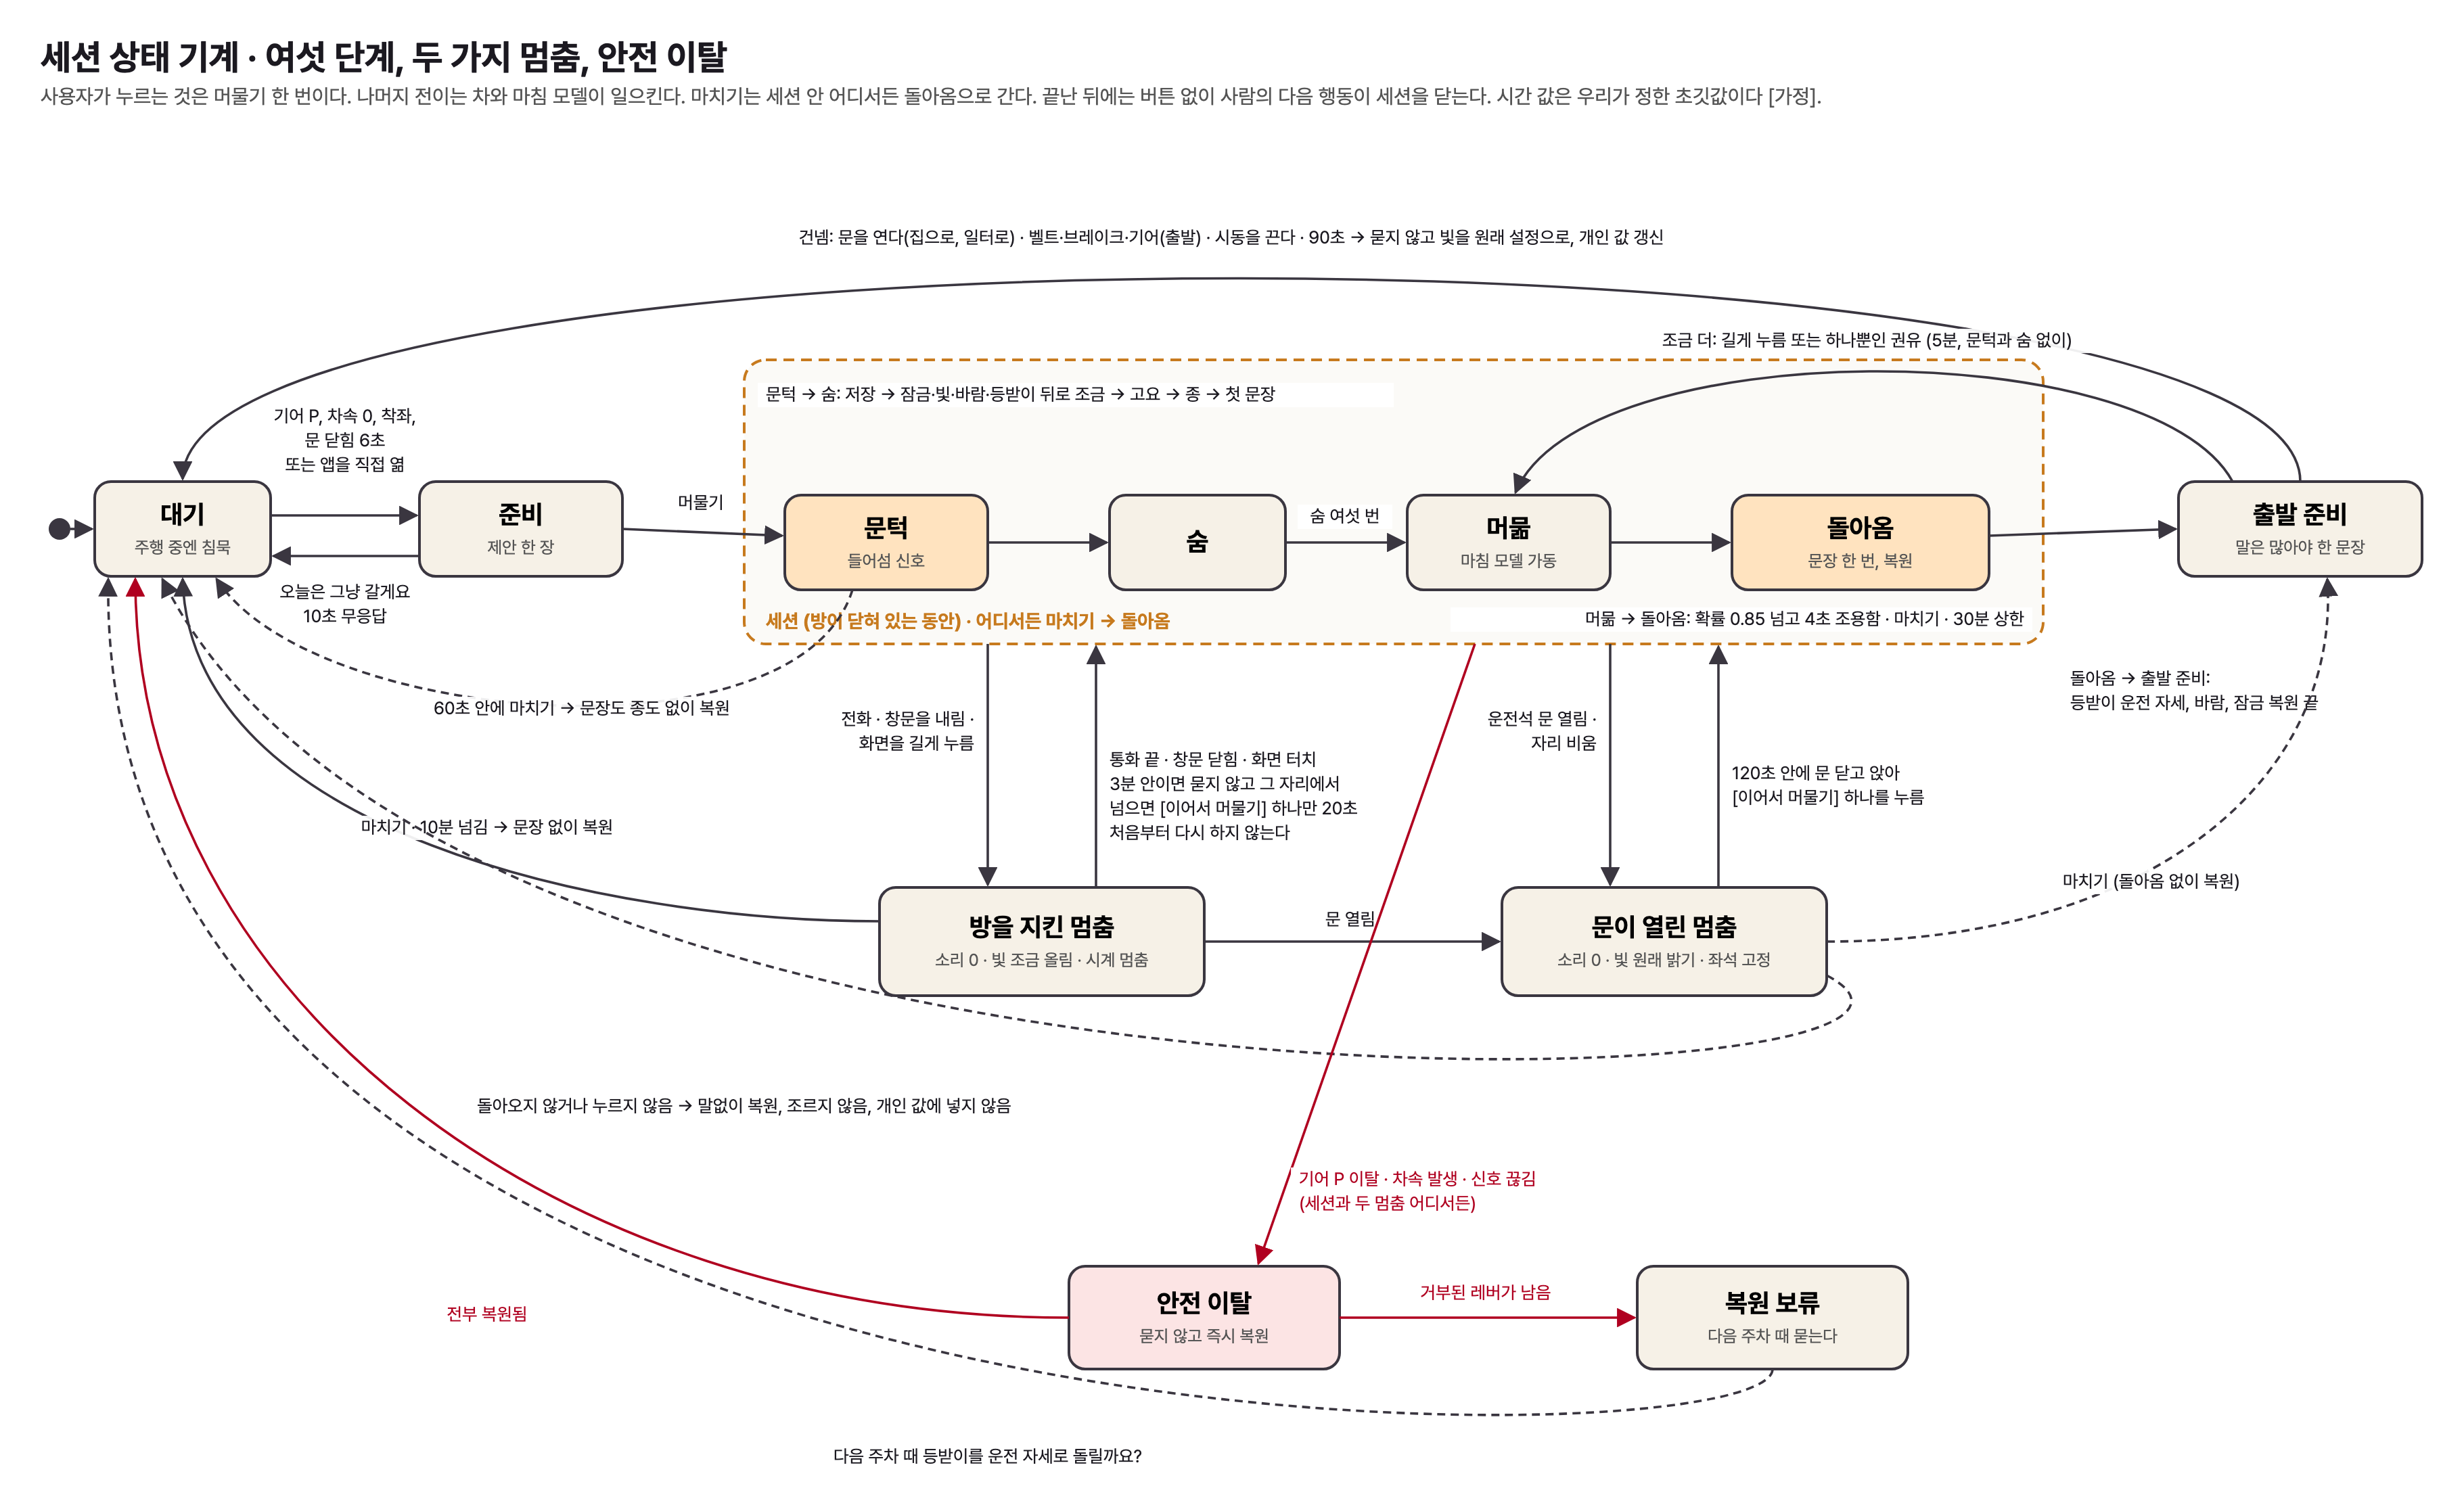 세션 상태 기계 · 여섯 단계, 두 가지 멈춤, 안전 이탈
사용자가 누르는 것은 머물기 한 번이다. 나머지 전이는 차와 마침 모델이 일으킨다. 마치기는 세션 안 어디서든 돌아옴으로 간다. 끝난 뒤에는 버튼 없이 사람의 다음 행동이 세션을 닫는다. 시간 값은 우리가 정한 초깃값이다 [가정].
건넴: 문을 연다(집으로, 일터로) · 벨트·브레이크·기어(출발) · 시동을 끈다 · 90초 → 묻지 않고 빛을 원래 설정으로, 개인 값 갱신
조금 더: 길게 누름 또는 하나뿐인 권유 (5분, 문턱과 숨 없이)
문턱 → 숨: 저장 → 잠금·빛·바람·등받이 뒤로 조금 → 고요 → 종 → 첫 문장
기어 P, 차속 0, 착좌,
문 닫힘 6초
또는 앱을 직접 엶
대기
주행 중엔 침묵
준비
제안 한 장
머물기
문턱
들어섬 신호
숨
숨 여섯 번
머묾
마침 모델 가동
돌아옴
문장 한 번, 복원
출발 준비
말은 많아야 한 문장
오늘은 그냥 갈게요
10초 무응답
세션 (방이 닫혀 있는 동안) · 어디서든 마치기 → 돌아옴
머묾 → 돌아옴: 확률 0.85 넘고 4초 조용함 · 마치기 · 30분 상한
60초 안에 마치기 → 문장도 종도 없이 복원
전화 · 창문을 내림 ·
화면을 길게 누름
통화 끝 · 창문 닫힘 · 화면 터치
3분 안이면 묻지 않고 그 자리에서
넘으면 [이어서 머물기] 하나만 20초
처음부터 다시 하지 않는다
운전석 문 열림 ·
자리 비움
120초 안에 문 닫고 앉아
[이어서 머물기] 하나를 누름
돌아옴 → 출발 준비:
등받이 운전 자세, 바람, 잠금 복원 끝
마치기 · 10분 넘김 → 문장 없이 복원
마치기 (돌아옴 없이 복원)
방을 지킨 멈춤
소리 0 · 빛 조금 올림 · 시계 멈춤
문 열림
문이 열린 멈춤
소리 0 · 빛 원래 밝기 · 좌석 고정
돌아오지 않거나 누르지 않음 → 말없이 복원, 조르지 않음, 개인 값에 넣지 않음
기어 P 이탈 · 차속 발생 · 신호 끊김
(세션과 두 멈춤 어디서든)
전부 복원됨
안전 이탈
묻지 않고 즉시 복원
거부된 레버가 남음
복원 보류
다음 주차 때 묻는다
다음 주차 때 등받이를 운전 자세로 돌릴까요?